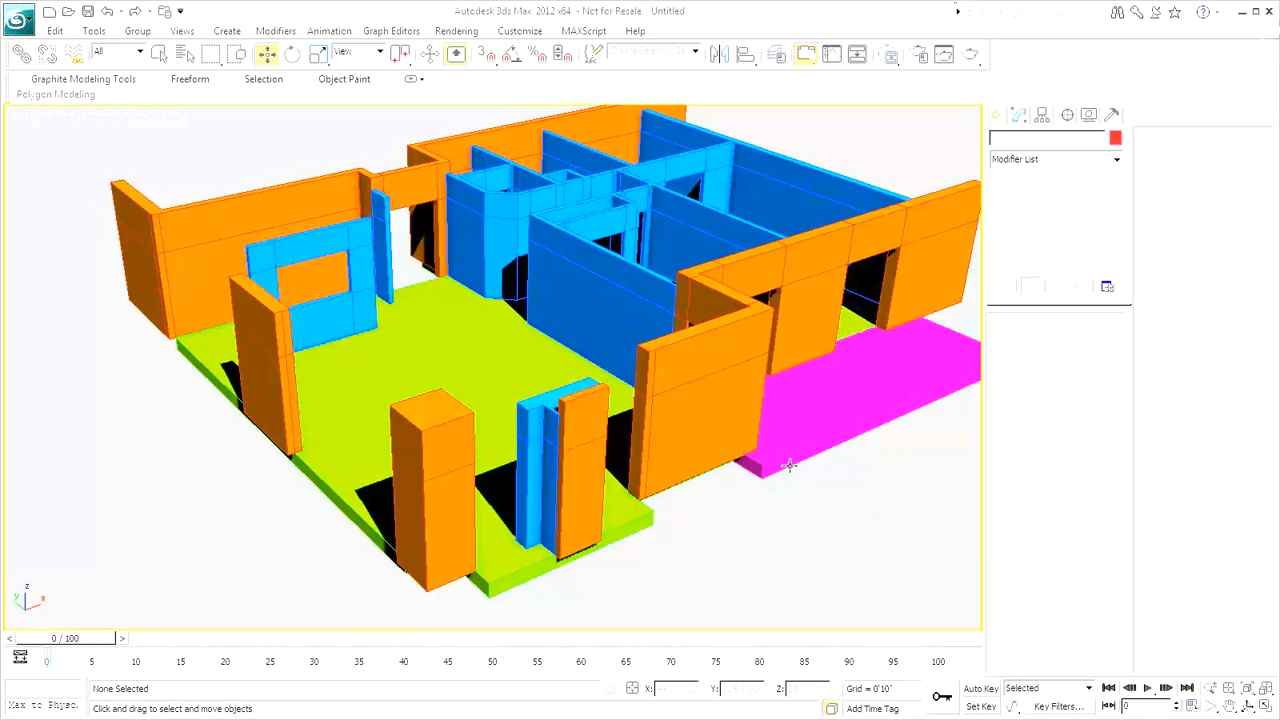 Autodesk 3ds Max 2012 x64 - Not for Resale Untitled
Edit Tools Group Views Create Modifiers Animation Graph Editors Rendering Customize MAXScript Help
All View
Graphite Modeling Tools Freeform Selection Object Paint
Polygon Modeling
Modifier List
z
x
0 / 100
0 5 10 15 20 25 30 35 40 45 50 55 60 65 70 75 80 85 90 95 100
None Selected X: Y: Z: Grid = 0'10" Auto Key Selected
Max to Physac Click and drag to select and move objects Add Time Tag Set Key Key Filters... 0